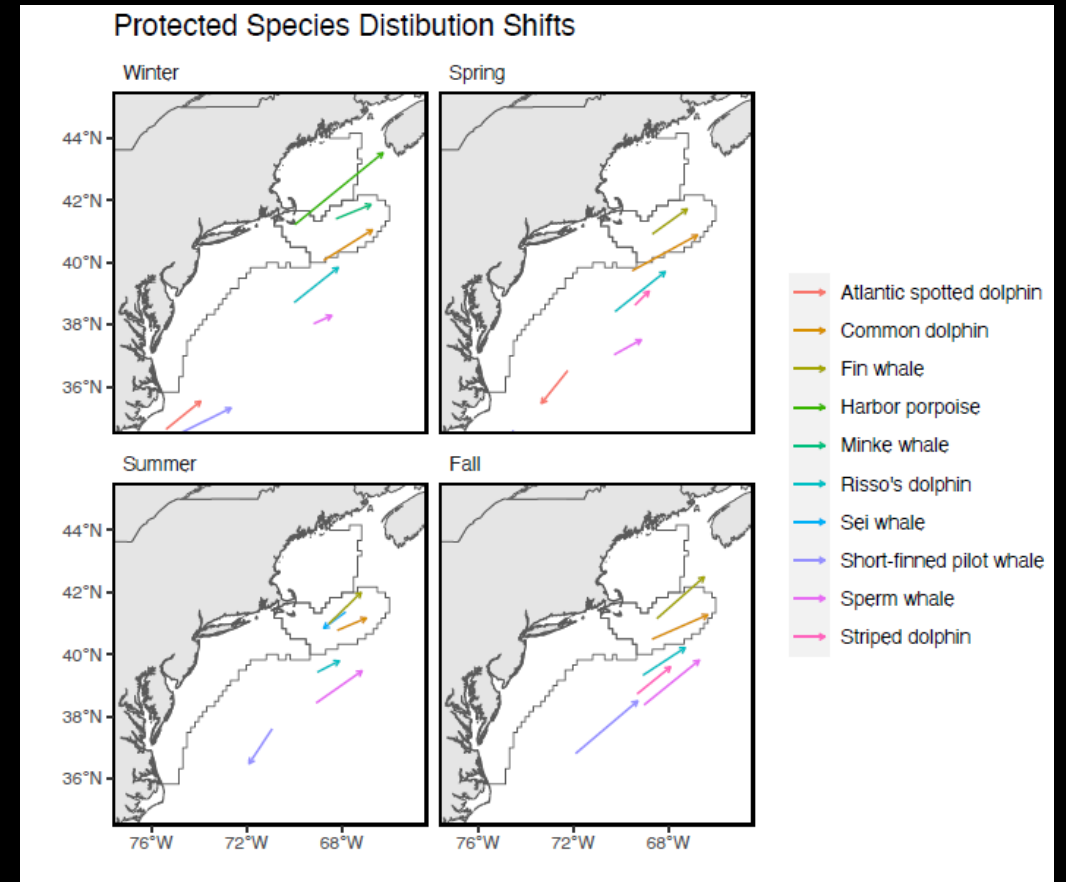 Protected Species Distibution Shifts
Winter
Spring
44°N
42°N
40°N
38°N
36°N
Summer
Fall
44°N
42°N
40°N
38°N
36°N
76°W 72°W 68°W
76°W 72°W 68°W
Atlantic spotted dolphin
Common dolphin
Fin whale
Harbor porpoise
Minke whale
Risso's dolphin
Sei whale
Short-finned pilot whale
Sperm whale
Striped dolphin